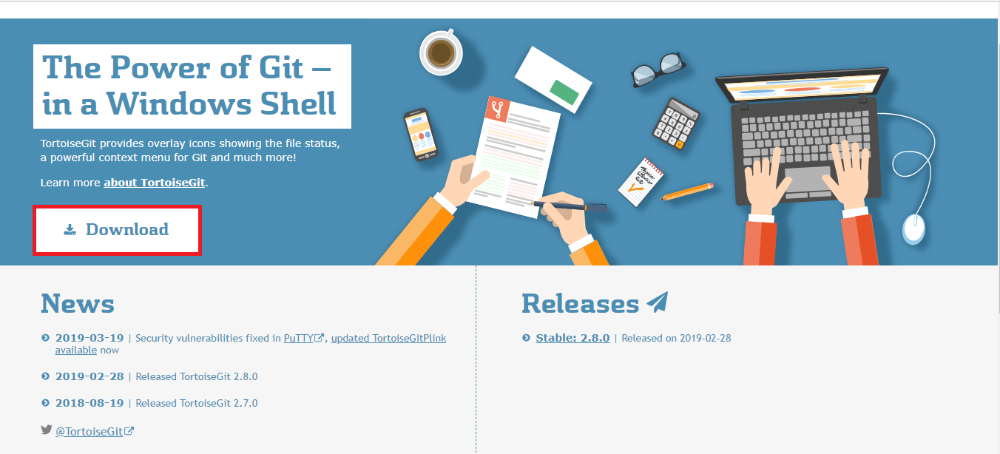 The Power of Git –
in a Windows Shell
TortoiseGit provides overlay icons showing the file status,
a powerful context menu for Git and much more!
Learn more about TortoiseGit.
Download
News
2019-03-19 | Security vulnerabilities fixed in PuTTY, updated TortoiseGitPlink
available now
2019-02-28 | Released TortoiseGit 2.8.0
2018-08-19 | Released TortoiseGit 2.7.0
@TortoiseGit
Releases
Stable: 2.8.0 | Released on 2019-02-28